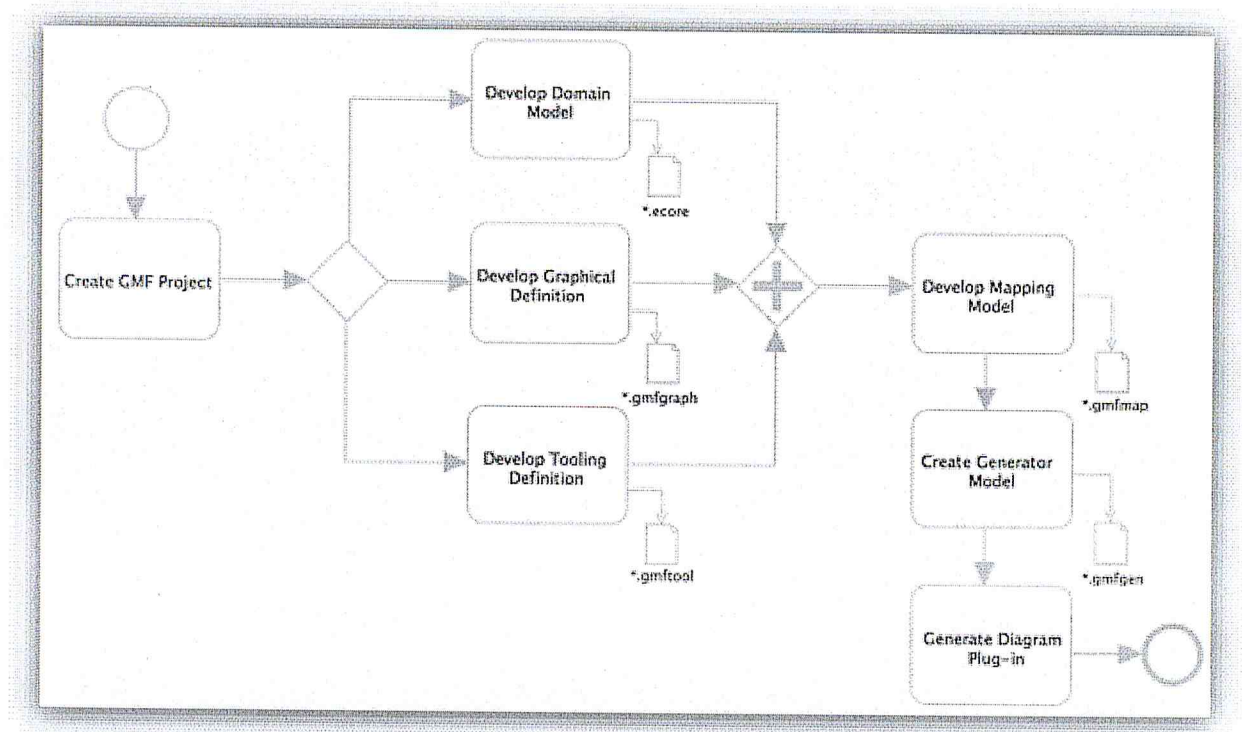 Develop Domain
Model
*.ecore
Create GMF Project
Develop Graphical
Definition
*.gmfgraph
Develop Tooling
Definition
*.gmftool
Develop Mapping
Model
*.gmfmap
Create Generator
Model
*.gmfgen
Generate Diagram
Plug-in